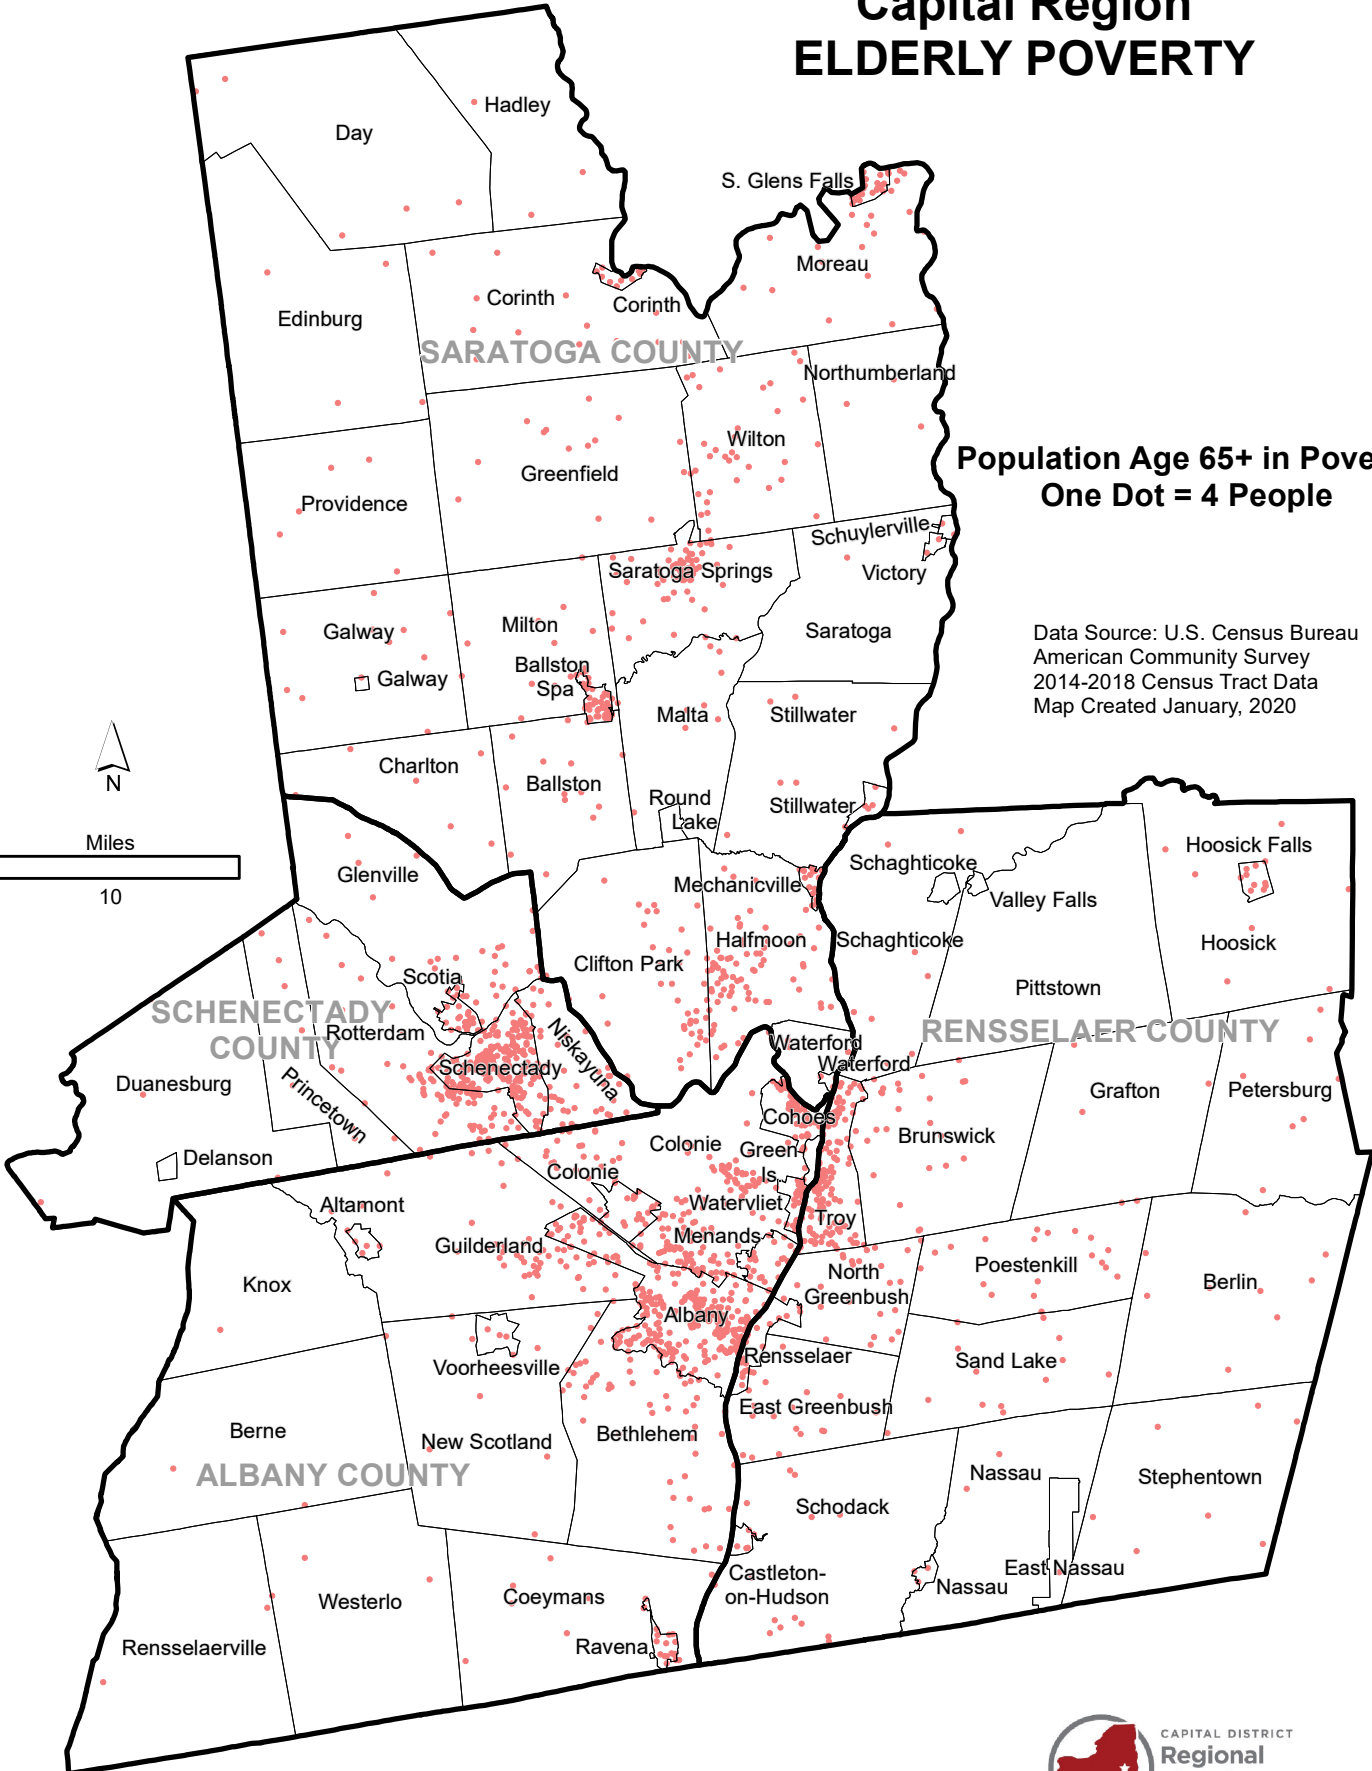 Capital Region
ELDERLY POVERTY
Hadley
Day
S. Glens Falls
Moreau
Corinth
Corinth
Edinburg
SARATOGA COUNTY
Northumberland
Wilton
Greenfield
Population Age 65+ in Pove
One Dot = 4 People
Providence
Schuylerville
Victory
Saratoga Springs
Galway
Milton
Saratoga
Data Source: U.S. Census Bureau
American Community Survey
2014-2018 Census Tract Data
Map Created January, 2020
Ballston
Spa
Galway
Malta
Stillwater
N
Charlton
Ballston
Round
Lake
Stillwater
Miles
10
Glenville
Mechanicville
Schaghticoke
Hoosick Falls
Valley Falls
Halfmoon
Schaghticoke
Hoosick
Clifton Park
Scotia
Pittstown
SCHENECTADY
COUNTY
Rotterdam
RENSSELAER COUNTY
Niskayuna
Waterford
Waterford
Schenectady
Duanesburg
Princetown
Grafton
Petersburg
Cohoes
Brunswick
Colonie
Green
Is.
Delanson
Colonie
Altamont
Watervliet
Troy
Menands
Guilderland
Poestenkill
North
Greenbush
Knox
Berlin
Albany
Rensselaer
Sand Lake
Voorheesville
East Greenbush
Berne
New Scotland
Bethlehem
ALBANY COUNTY
Nassau
Stephentown
Schodack
East Nassau
Nassau
Castleton-
on-Hudson
Westerlo
Coeymans
Rensselaerville
Ravena
CAPITAL DISTRICT
Regional